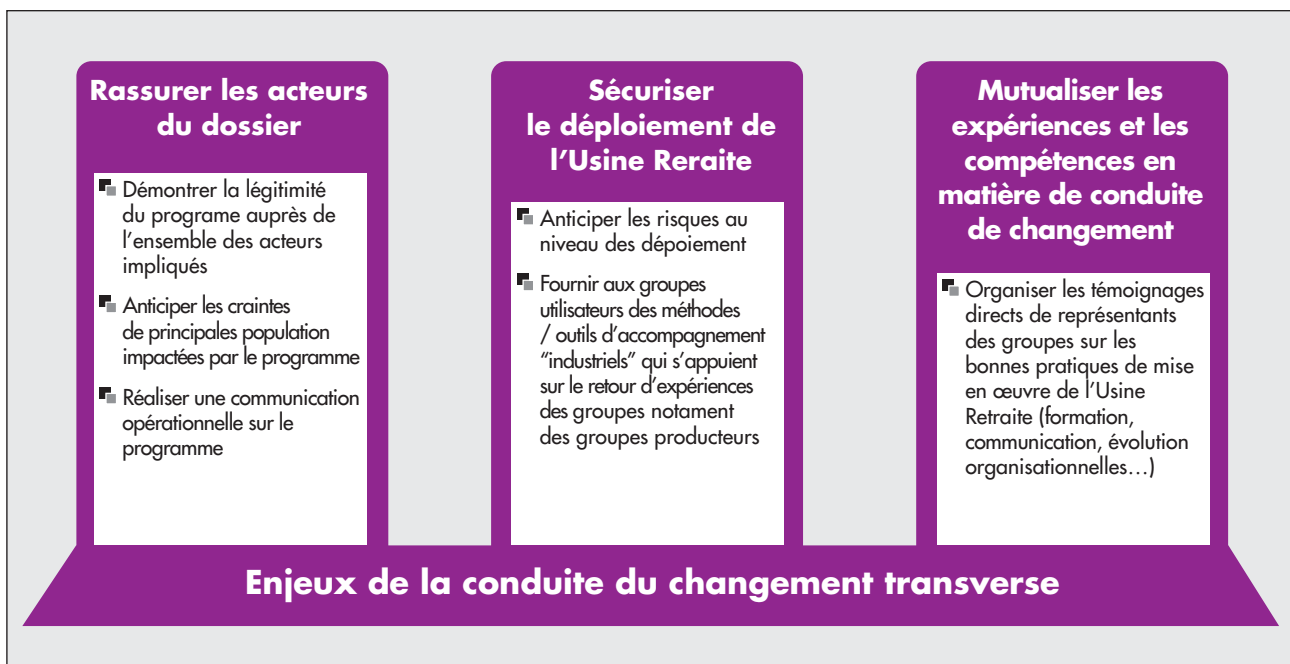 Rassurer les acteurs
du dossier
Démontrer la légitimité
du programe auprès de
l'ensemble des acteurs
impliqués
Anticiper les craintes
de principales population
impactées par le programme
Réaliser une communication
opérationnelle sur le
programme
Sécuriser
le déploiement de
l'Usine Reraite
Anticiper les risques au
niveau des dépoiement
Fournir aux groupes
utilisateurs des méthodes
/ outils d'accompagnement
"industriels" qui s'appuient
sur le retour d'expériences
des groupes notament
des groupes producteurs
Mutualiser les
expériences et les
compétences en
matière de conduite
de changement
Organiser les témoignages
directs de représentants
des groupes sur les
bonnes pratiques de mise
en œuvre de l'Usine
Retraite (formation,
communication, évolution
organisationnelles…)
Enjeux de la conduite du changement transverse